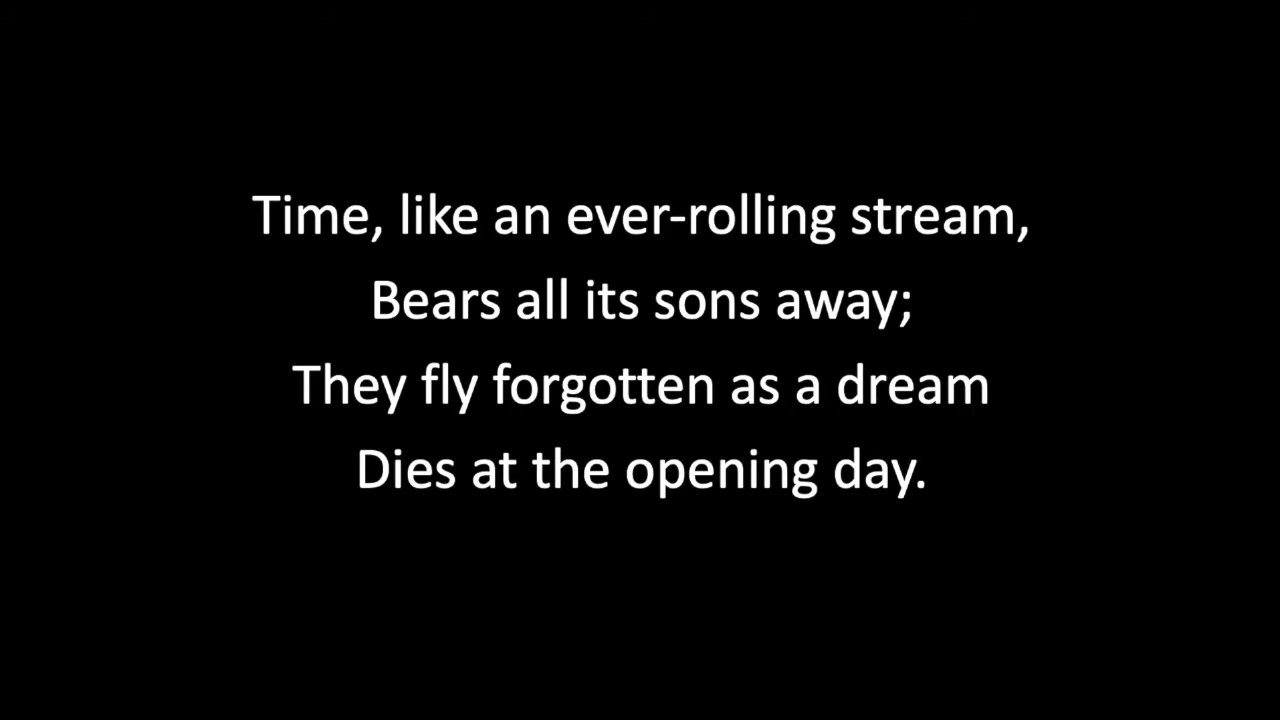 Time, like an ever-rolling stream,
Bears all its sons away;
They fly forgotten as a dream
Dies at the opening day.